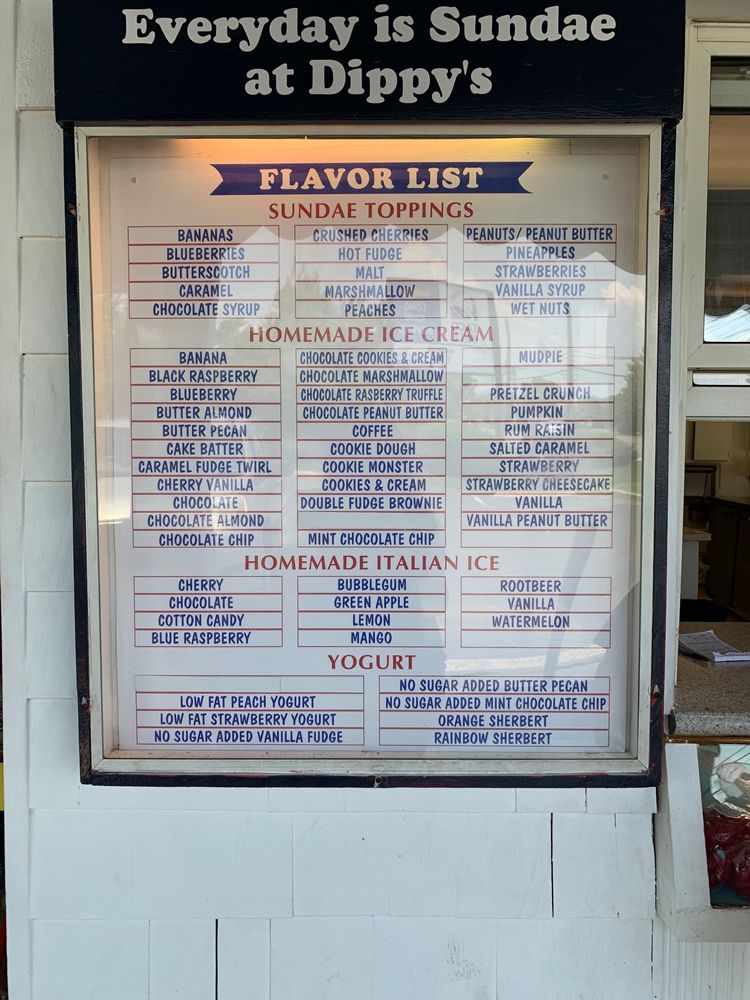 Everyday is Sundae
at Dippy's
FLAVOR LIST
SUNDAE TOPPINGS
BANANAS
BLUEBERRIES
BUTTERSCOTCH
CARAMEL
CHOCOLATE SYRUP
CRUSHED CHERRIES
HOT FUDGE
MALT
MARSHMALLOW
PEACHES
PEANUTS/ PEANUT BUTTER
PINEAPPLES
STRAWBERRIES
VANILLA SYRUP
WET NUTS
HOMEMADE ICE CREAM
BANANA
BLACK RASPBERRY
BLUEBERRY
BUTTER ALMOND
BUTTER PECAN
CAKE BATTER
CARAMEL FUDGE TWIRL
CHERRY VANILLA
CHOCOLATE
CHOCOLATE ALMOND
CHOCOLATE CHIP
CHOCOLATE COOKIES & CREAM
CHOCOLATE MARSHMALLOW
CHOCOLATE RASBERRY TRUFFLE
CHOCOLATE PEANUT BUTTER
COFFEE
COOKIE DOUGH
COOKIE MONSTER
COOKIES & CREAM
DOUBLE FUDGE BROWNIE
MINT CHOCOLATE CHIP
MUDPIE
PRETZEL CRUNCH
PUMPKIN
RUM RAISIN
SALTED CARAMEL
STRAWBERRY
STRAWBERRY CHEESECAKE
VANILLA
VANILLA PEANUT BUTTER
HOMEMADE ITALIAN ICE
CHERRY
CHOCOLATE
COTTON CANDY
BLUE RASPBERRY
BUBBLEGUM
GREEN APPLE
LEMON
MANGO
ROOTBEER
VANILLA
WATERMELON
YOGURT
LOW FAT PEACH YOGURT
LOW FAT STRAWBERRY YOGURT
NO SUGAR ADDED VANILLA FUDGE
NO SUGAR ADDED BUTTER PECAN
NO SUGAR ADDED MINT CHOCOLATE CHIP
ORANGE SHERBERT
RAINBOW SHERBERT